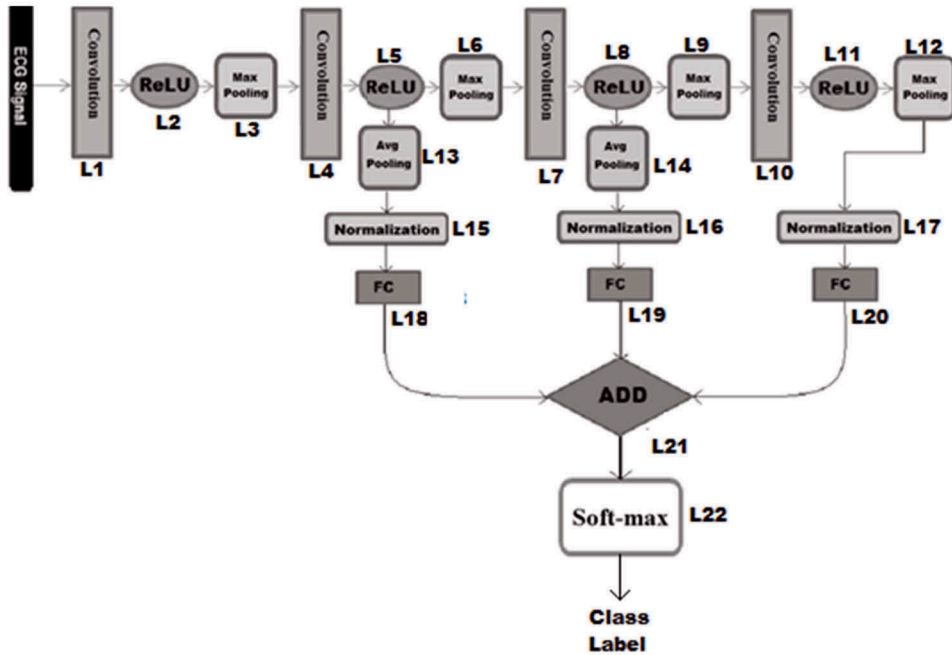 ECG Signal
Convolution
L1
ReLU
L2
Max
Pooling
L3
Convolution
L4
L5
ReLU
L6
Max
Pooling
Convolution
L7
L8
ReLU
L9
Max
Pooling
Convolution
L10
L11
ReLU
L12
Max
Pooling
Avg
Pooling
L13
Avg
Pooling
L14
Normalization
L15
Normalization
L16
Normalization
L17
FC
L18
FC
L19
FC
L20
ADD
L21
Soft-max
L22
Class
Label